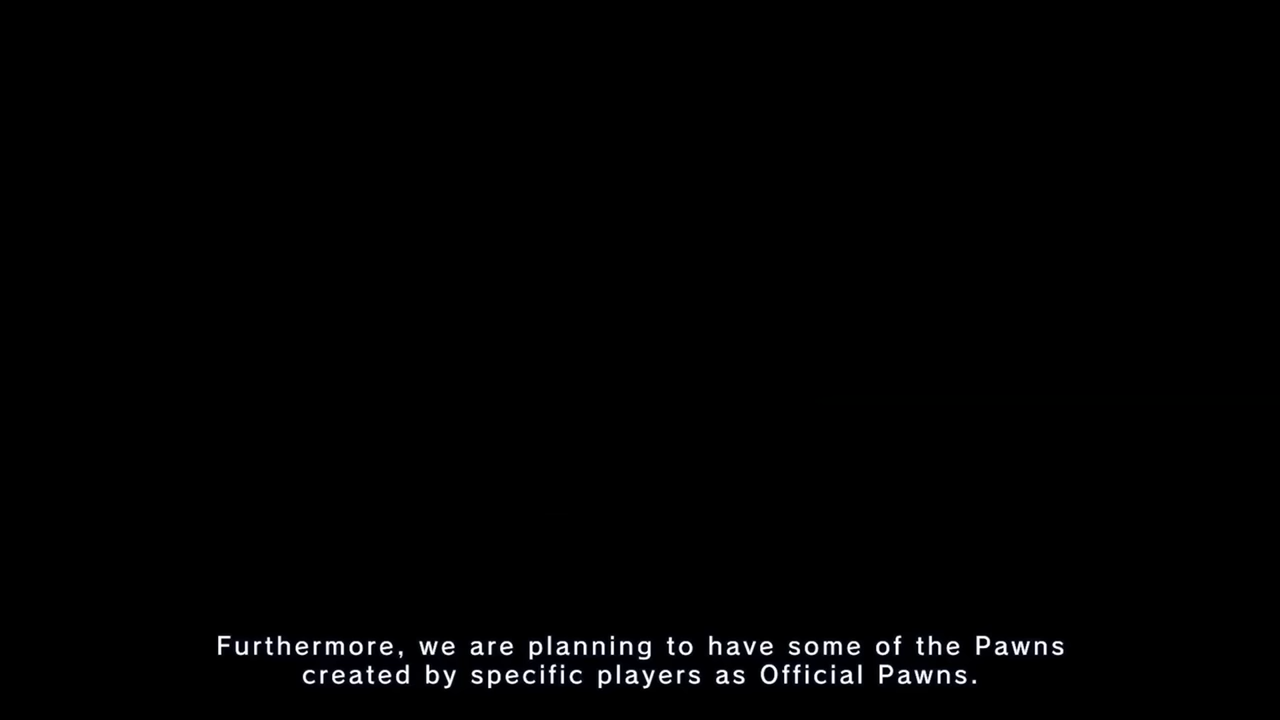 Furthermore, we are planning to have some of the Pawns
created by specific players as Official Pawns.